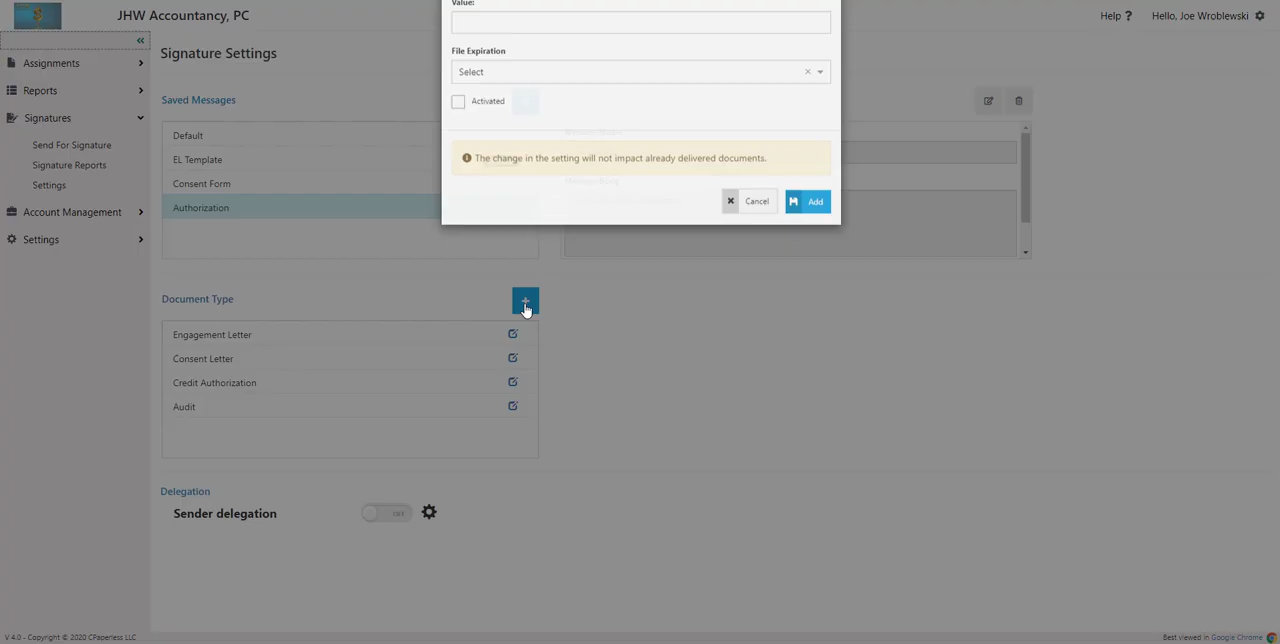 JHW Accountancy, PC
Help ?
Hello, Joe Wroblewski
«
Assignments
Reports
Signatures
Send For Signature
Signature Reports
Settings
Account Management
Settings
Signature Settings
Saved Messages
Default
EL Template
Consent Form
Authorization
Value:
File Expiration
Select
Activated
The change in the setting will not impact already delivered documents.
Cancel
Add
Document Type
Engagement Letter
Consent Letter
Credit Authorization
Audit
Delegation
Sender delegation
OFF
V 4.0 - Copyright © 2020 CPaperless LLC
Best viewed in Google Chrome